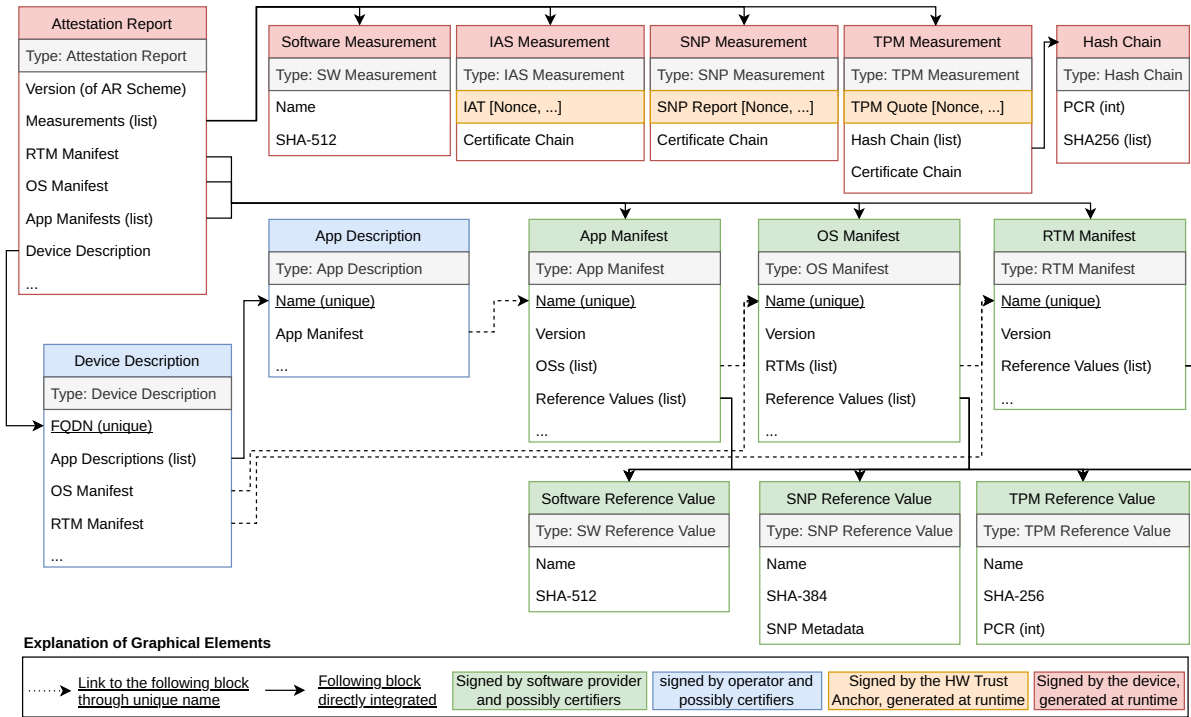 Attestation Report
Type: Attestation Report
Version (of AR Scheme)
Measurements (list)
RTM Manifest
OS Manifest
App Manifests (list)
Device Description
...
Software Measurement
Type: SW Measurement
Name
SHA-512
IAS Measurement
Type: IAS Measurement
IAT [Nonce, ...]
Certificate Chain
SNP Measurement
Type: SNP Measurement
SNP Report [Nonce, ...]
Certificate Chain
TPM Measurement
Type: TPM Measurement
TPM Quote [Nonce, ...]
Hash Chain (list)
Certificate Chain
Hash Chain
Type: Hash Chain
PCR (int)
SHA256 (list)
App Description
Type: App Description
Name (unique)
App Manifest
...
App Manifest
Type: App Manifest
Name (unique)
Version
OSs (list)
Reference Values (list)
...
OS Manifest
Type: OS Manifest
Name (unique)
Version
RTMs (list)
Reference Values (list)
...
RTM Manifest
Type: RTM Manifest
Name (unique)
Version
Reference Values (list)
...
Device Description
Type: Device Description
FQDN (unique)
App Descriptions (list)
OS Manifest
RTM Manifest
...
Software Reference Value
Type: SW Reference Value
Name
SHA-512
SNP Reference Value
Type: SNP Reference Value
Name
SHA-384
SNP Metadata
TPM Reference Value
Type: TPM Reference Value
Name
SHA-256
PCR (int)
Explanation of Graphical Elements
Link to the following block
through unique name
Following block
directly integrated
Signed by software provider
and possibly certifiers
signed by operator and
possibly certifiers
Signed by the HW Trust
Anchor, generated at runtime
Signed by the device,
generated at runtime